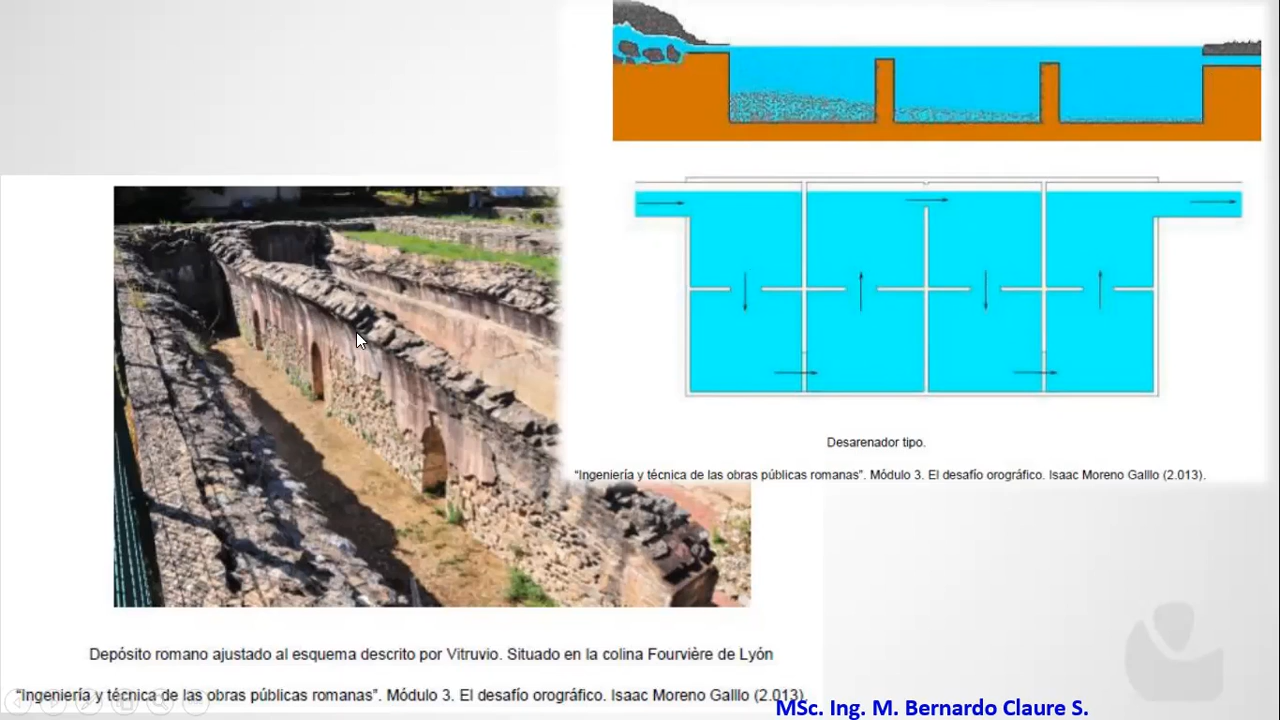 Desarenador tipo.
"Ingeniería y técnica de las obras públicas romanas". Módulo 3. El desafío orográfico. Isaac Moreno Galllo (2.013).
Depósito romano ajustado al esquema descrito por Vitruvio. Situado en la colina Fourvière de Lyón
"Ingeniería y técnica de las obras públicas romanas". Módulo 3. El desafío orográfico. Isaac Moreno Galllo (2.013).
MSc. Ing. M. Bernardo Claure S.